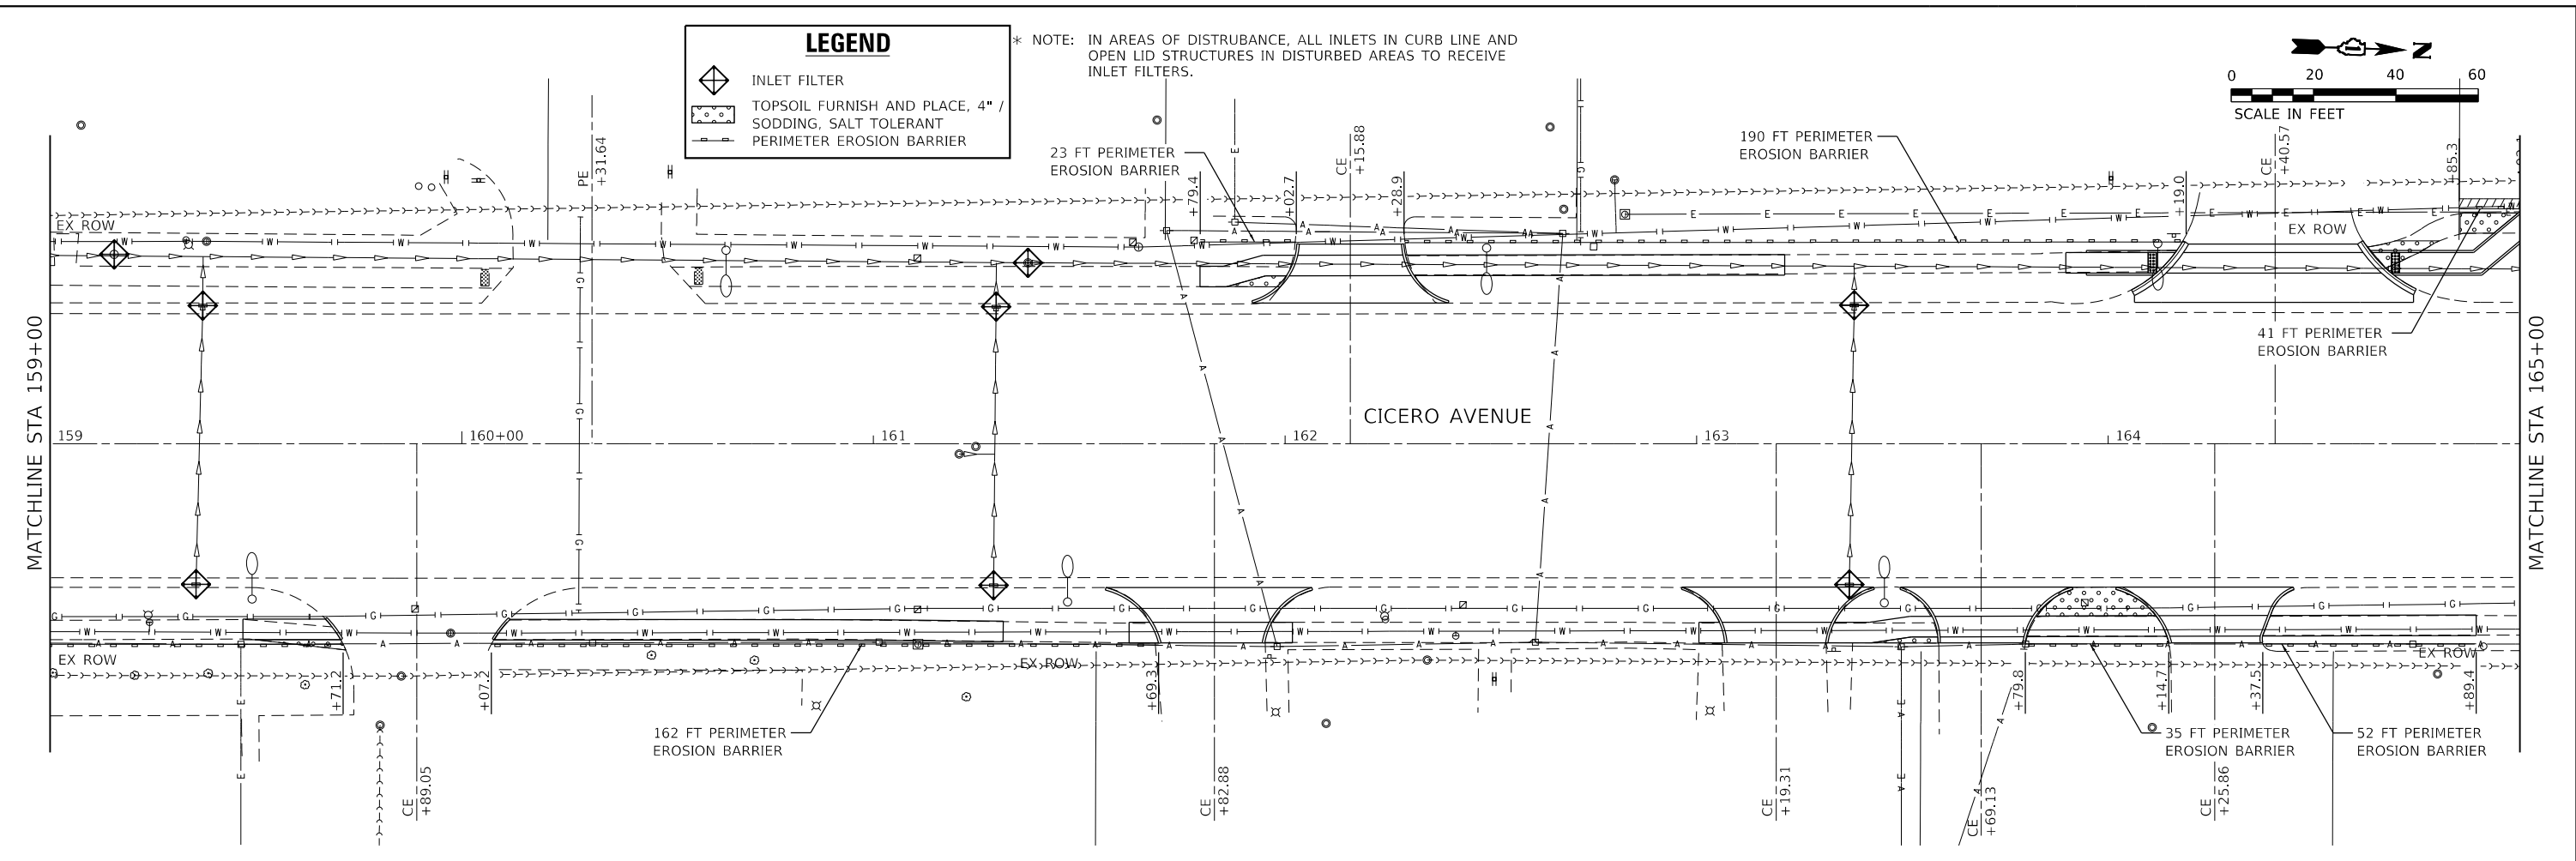 LEGEND
INLET FILTER
TOPSOIL FURNISH AND PLACE, 4" /
SODDING, SALT TOLERANT
PERIMETER EROSION BARRIER
* NOTE: IN AREAS OF DISTRUBANCE, ALL INLETS IN CURB LINE AND
OPEN LID STRUCTURES IN DISTURBED AREAS TO RECEIVE
INLET FILTERS.
N
0 20 40 60
SCALE IN FEET
23 FT PERIMETER
EROSION BARRIER
190 FT PERIMETER
EROSION BARRIER
PE
+31.64
CE
+15.88
CE
+40.57
+79.4
+02.7
+28.9
+19.0
+85.3
EX ROW
EX ROW
41 FT PERIMETER
EROSION BARRIER
MATCHLINE STA 159+00
MATCHLINE STA 165+00
CICERO AVENUE
159
160+00
161
162
163
164
EX ROW
EX ROW
EX ROW
+71.2
+07.2
+69.3
+79.8
+14.7
+37.5
+89.4
162 FT PERIMETER
EROSION BARRIER
35 FT PERIMETER
EROSION BARRIER
52 FT PERIMETER
EROSION BARRIER
CE
+89.05
CE
+82.88
CE
+19.31
CE
+69.13
CE
+25.86